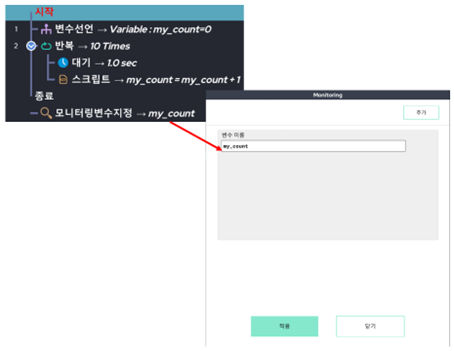 시작
1 변수선언 → Variable : my_count=0
2 반복 → 10 Times
대기 → 1.0 sec
스크립트 → my_count = my_count + 1
종료
모니터링변수지정 → my_count
Monitoring
추가
변수 이름
my_count
적용
닫기